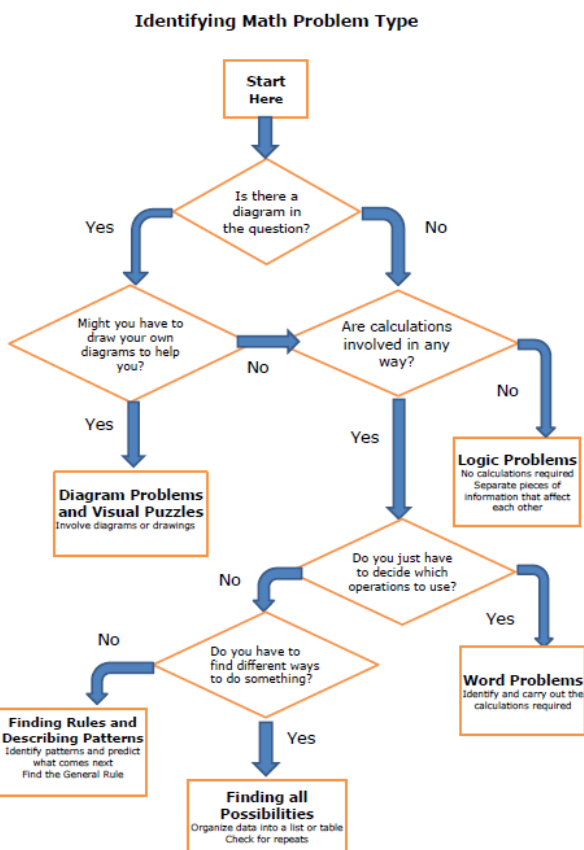 Identifying Math Problem Type
Start
Here
Is there a
diagram in
the question?
Yes
No
Might you have to
draw your own
diagrams to help
you?
No
Are calculations
involved in any
way?
No
Yes
Yes
Logic Problems
No calculations required
Separate pieces of
information that affect
each other
Diagram Problems
and Visual Puzzles
Involve diagrams or drawings
Do you just have
to decide which
operations to use?
No
Yes
Do you have to
find different ways
to do something?
No
Word Problems
Identify and carry out the
calculations required
Finding Rules and
Describing Patterns
Identify patterns and predict
what comes next
Find the General Rule
Yes
Finding all
Possibilities
Organize data into a list or table
Check for repeats